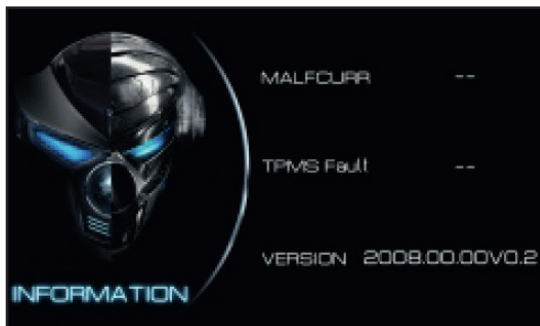 MALFCURR --
TPMS Fault --
VERSION 2008.00.00V0.2
INFORMATION